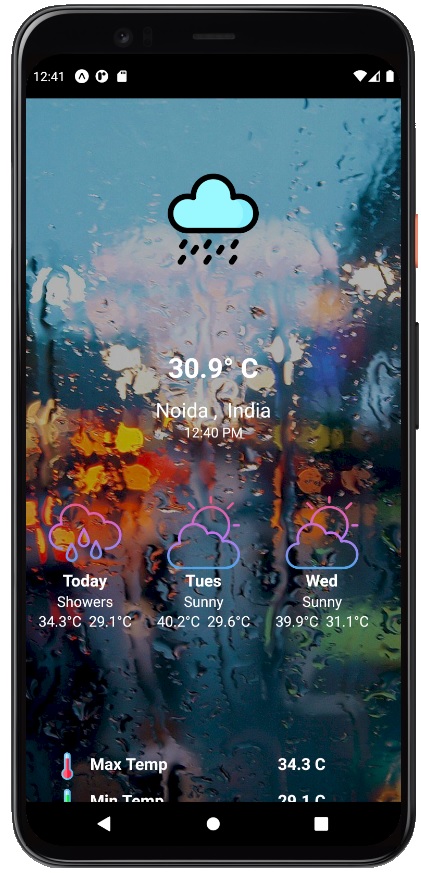 12:41
30.9° C
Noida , India
12:40 PM
Today Tues Wed
Showers Sunny Sunny
34.3°C 29.1°C 40.2°C 29.6°C 39.9°C 31.1°C
Max Temp 34.3 C
Min Temp 29.1 C